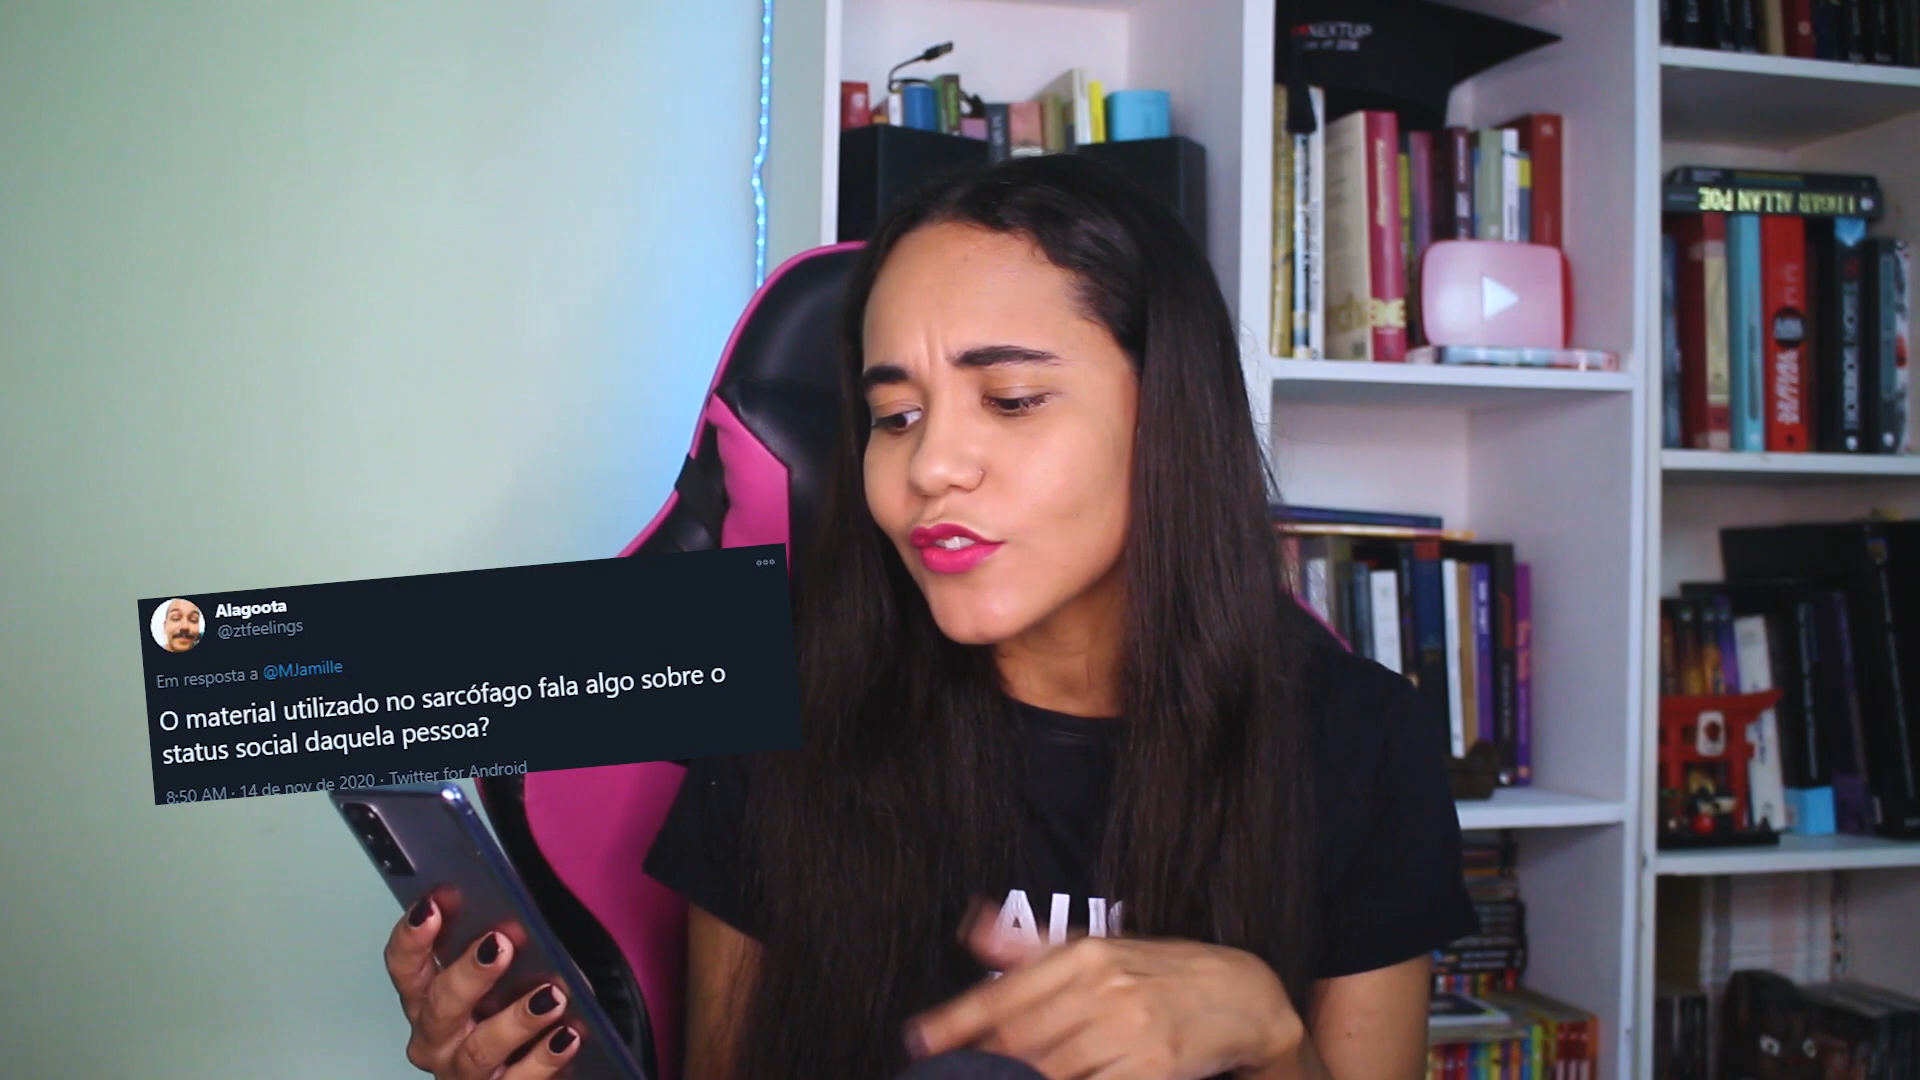 NEXTUP
EDGAR ALLAN POE
Alagoota
@ztfeelings
Em resposta a @MJamille
O material utilizado no sarcófago fala algo sobre o
status social daquela pessoa?
8:50 AM · 14 de nov de 2020 · Twitter for Android